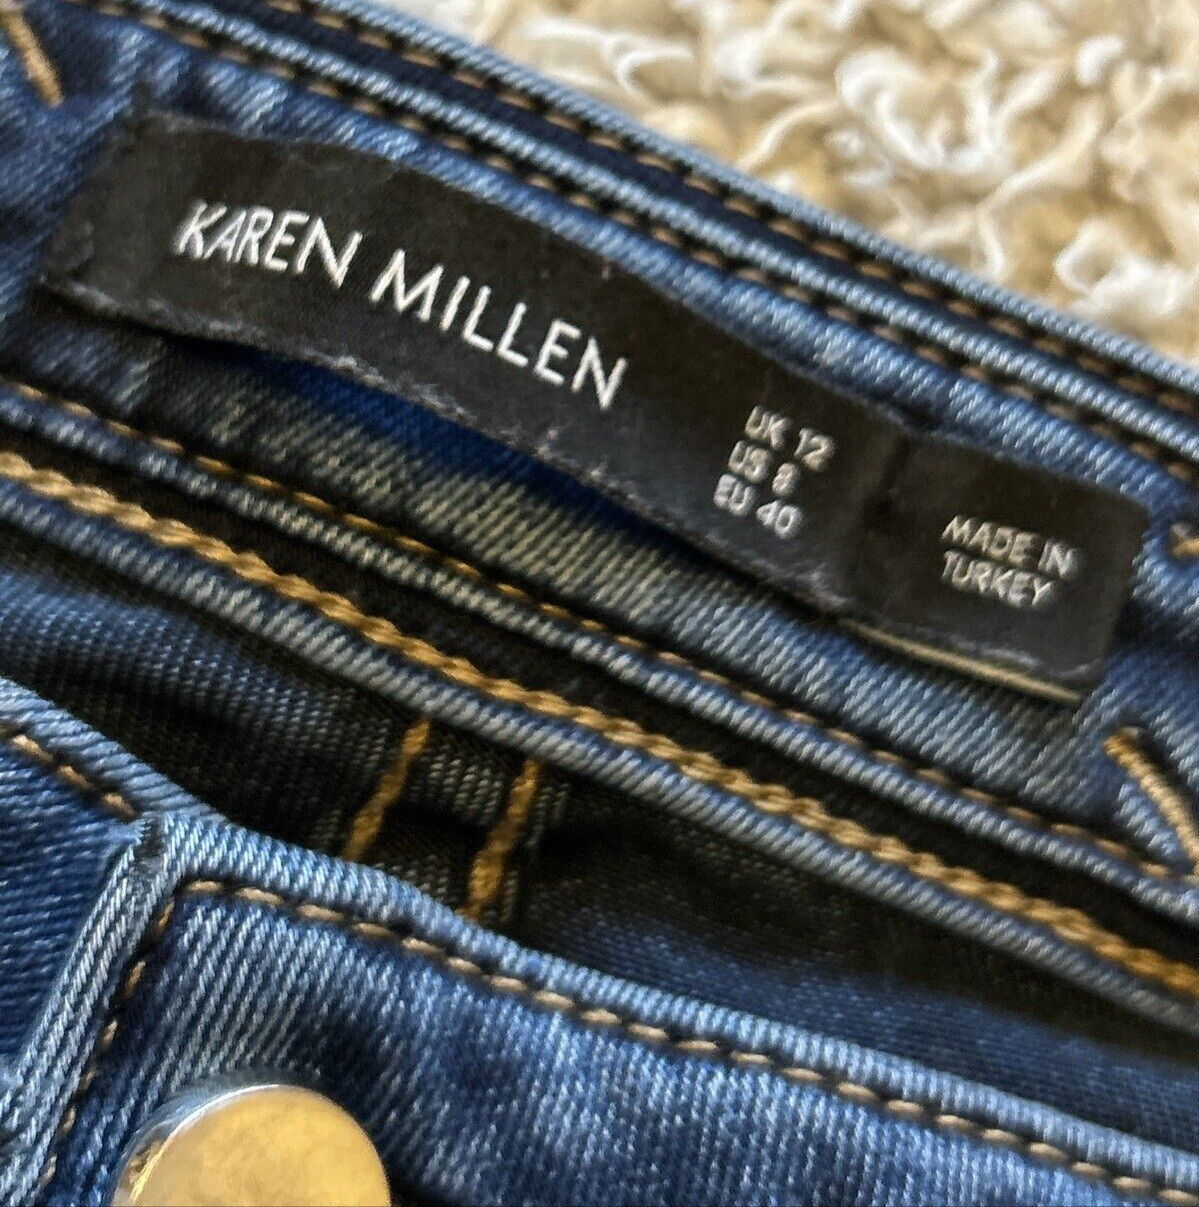 KAREN MILLEN
UK 12
US 8
EU 40
MADE IN
TURKEY